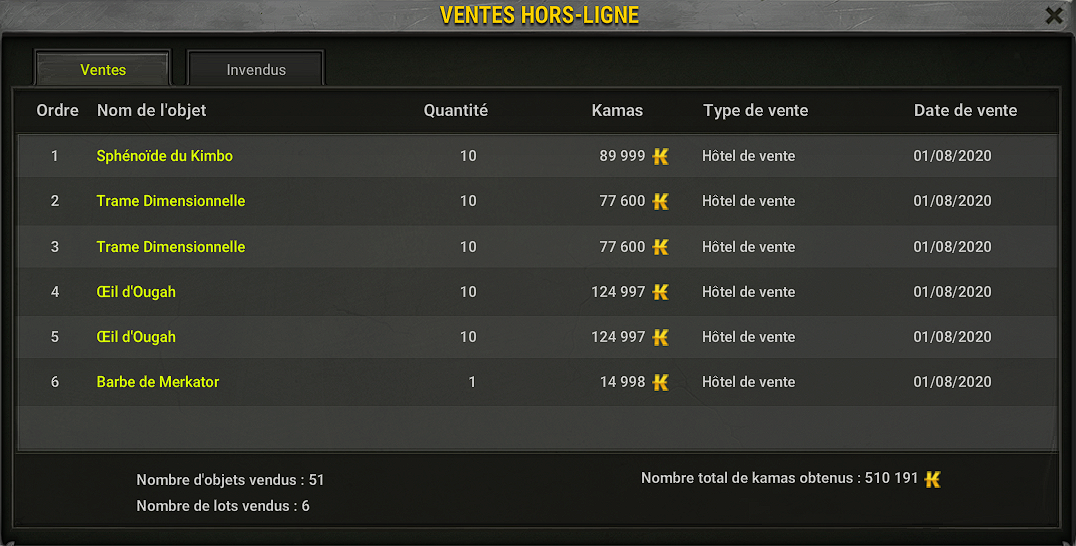 VENTES HORS-LIGNE
Ventes Invendus
Ordre Nom de l'objet Quantité Kamas Type de vente Date de vente
1 Sphénoïde du Kimbo 10 89 999 Hôtel de vente 01/08/2020
2 Trame Dimensionnelle 10 77 600 Hôtel de vente 01/08/2020
3 Trame Dimensionnelle 10 77 600 Hôtel de vente 01/08/2020
4 Œil d'Ougah 10 124 997 Hôtel de vente 01/08/2020
5 Œil d'Ougah 10 124 997 Hôtel de vente 01/08/2020
6 Barbe de Merkator 1 14 998 Hôtel de vente 01/08/2020
Nombre d'objets vendus : 51 Nombre total de kamas obtenus : 510 191
Nombre de lots vendus : 6